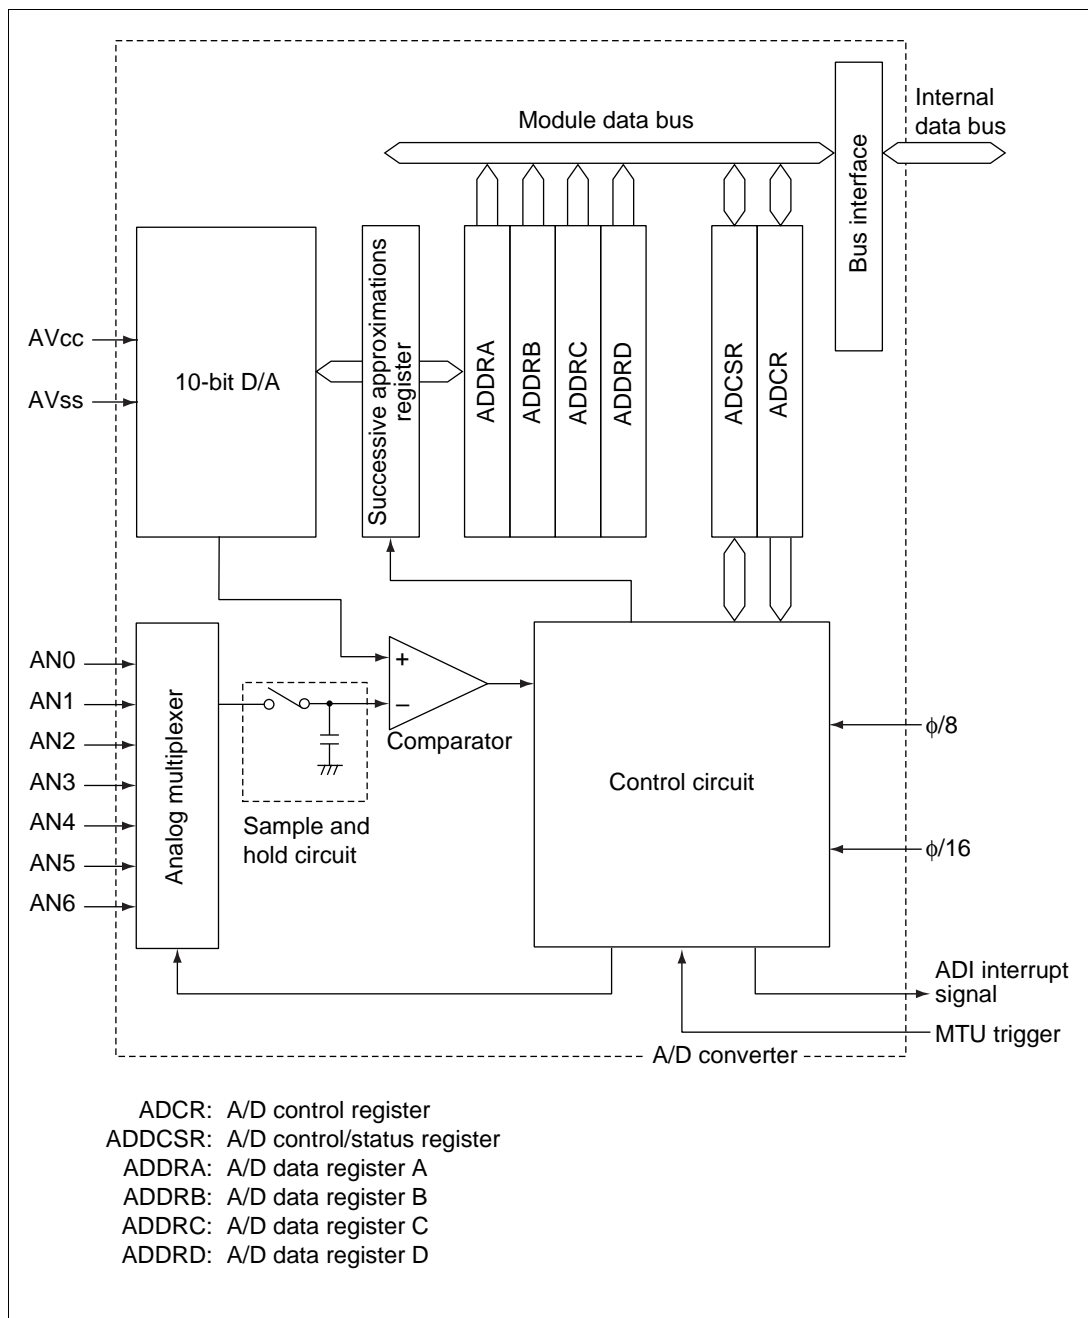 Module data bus
Internal
data bus
Bus interface
AVcc
AVss
10-bit D/A
Successive approximations
register
ADDRA
ADDRB
ADDRC
ADDRD
ADCSR
ADCR
AN0
AN1
AN2
AN3
AN4
AN5
AN6
Analog multiplexer
+
−
Comparator
Sample and
hold circuit
Control circuit
ϕ/8
ϕ/16
ADI interrupt
signal
MTU trigger
A/D converter
ADCR: A/D control register
ADDCSR: A/D control/status register
ADDRA: A/D data register A
ADDRB: A/D data register B
ADDRC: A/D data register C
ADDRD: A/D data register D